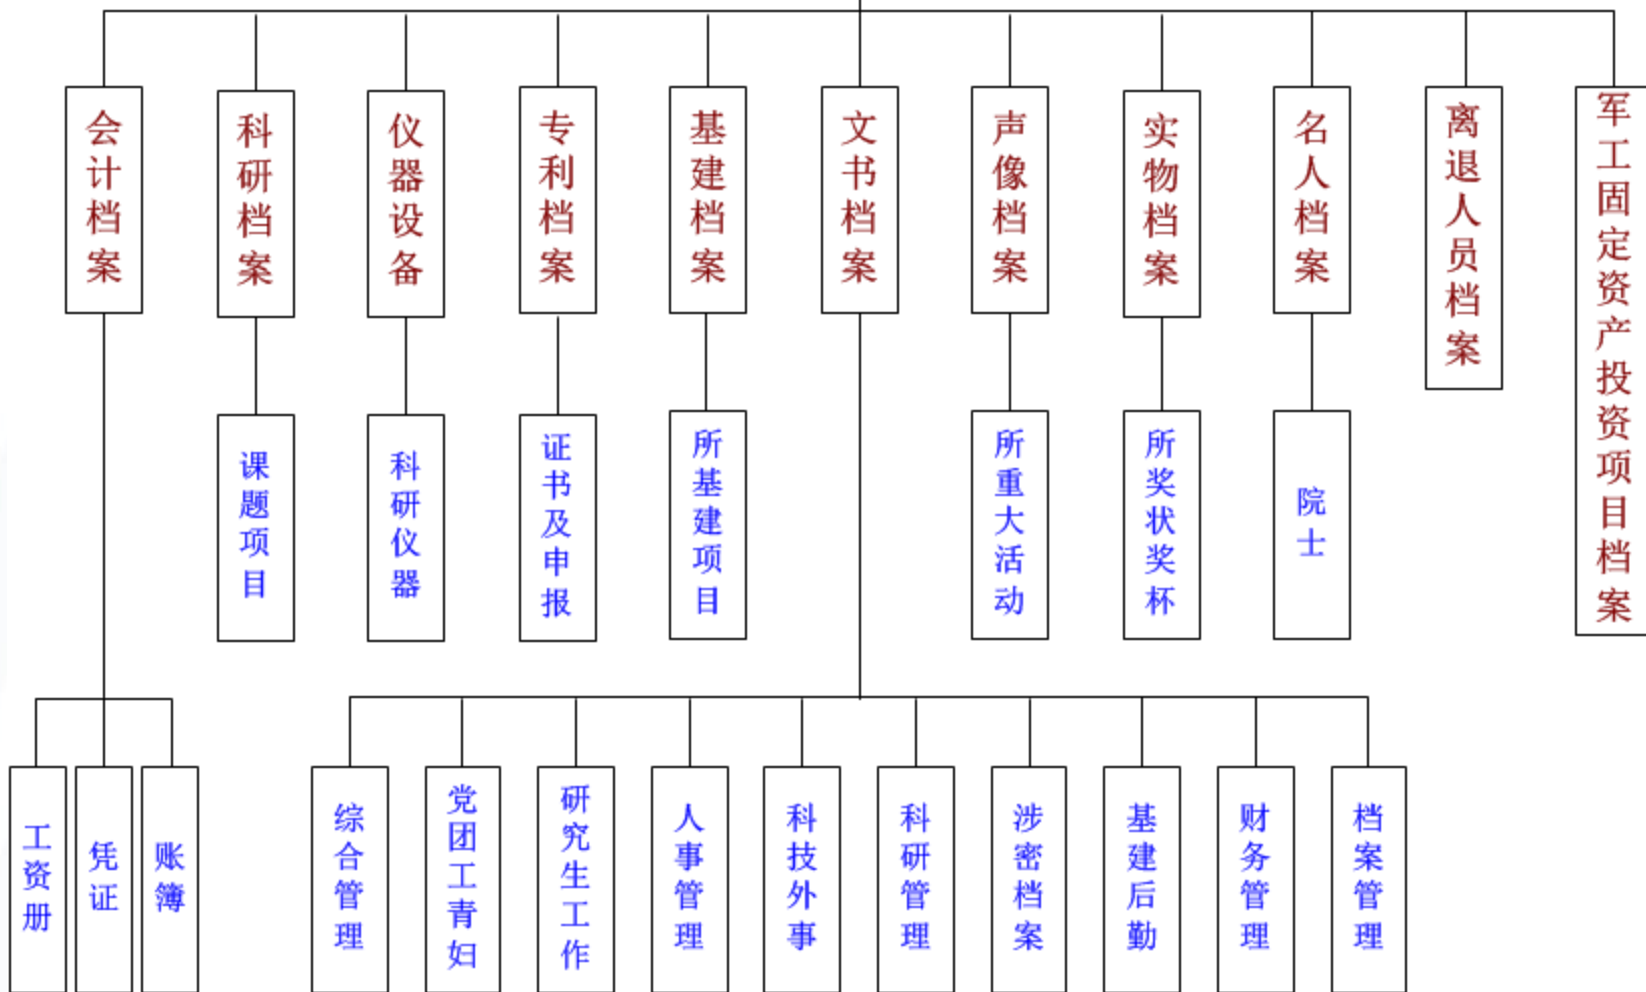 会计档案
科研档案
仪器设备
专利档案
基建档案
文书档案
声像档案
实物档案
名人档案
离退人员档案
军工固定资产投资项目档案
课题项目
科研仪器
证书及申报
所基建项目
所重大活动
所奖状奖杯
院士
工资册
凭证
账簿
综合管理
党团工青妇
研究生工作
人事管理
科技外事
科研管理
涉密档案
基建后勤
财务管理
档案管理